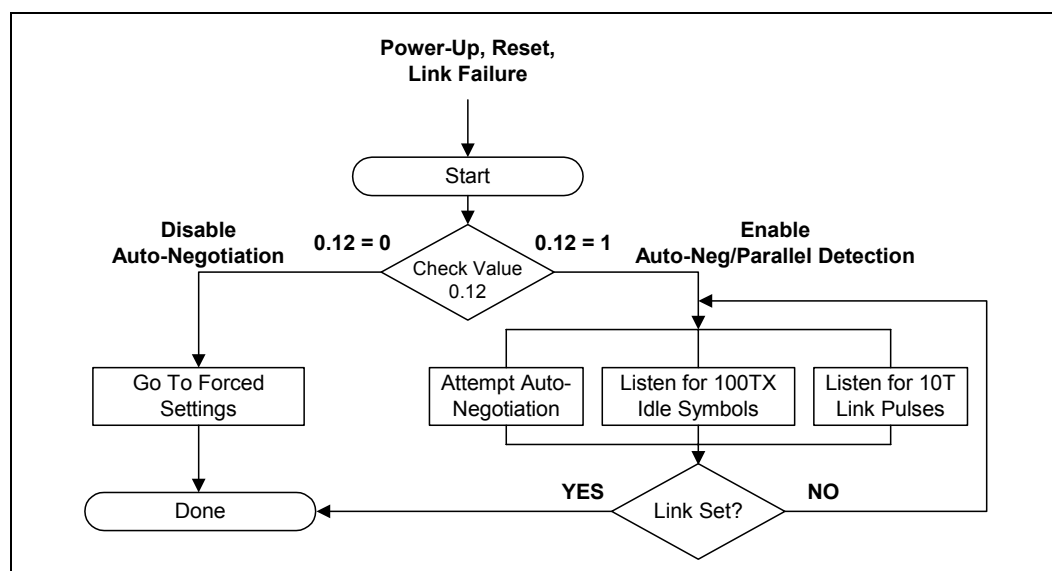 Power-Up, Reset,
Link Failure
Start
Disable
Auto-Negotiation
0.12 = 0
0.12 = 1
Enable
Auto-Neg/Parallel Detection
Check Value
0.12
Go To Forced
Settings
Attempt Auto-
Negotiation
Listen for 100TX
Idle Symbols
Listen for 10T
Link Pulses
Done
YES
Link Set?
NO